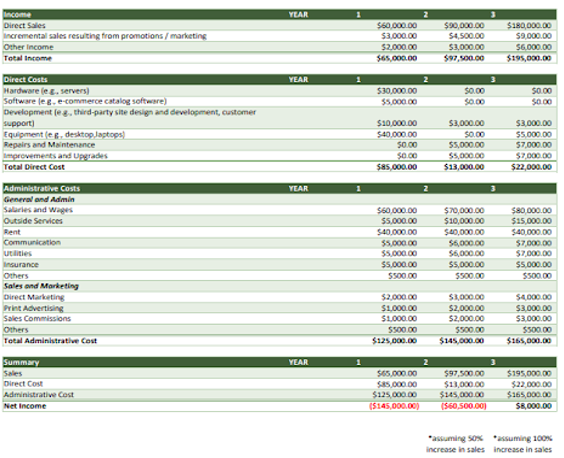 Income YEAR 1 2 3
Direct Sales $60,000.00 $90,000.00 $180,000.00
Incremental sales resulting from promotions / marketing $3,000.00 $4,500.00 $9,000.00
Other Income $2,000.00 $3,000.00 $6,000.00
Total Income $65,000.00 $97,500.00 $195,000.00
Direct Costs YEAR 1 2 3
Hardware (e.g., servers) $30,000.00 $0.00 $0.00
Software (e.g., e-commerce catalog software) $5,000.00 $0.00 $0.00
Development (e.g., third-party site design and development, customer
support) $10,000.00 $3,000.00 $3,000.00
Equipment (e.g., desktop,laptops) $40,000.00 $0.00 $5,000.00
Repairs and Maintenance $0.00 $5,000.00 $7,000.00
Improvements and Upgrades $0.00 $5,000.00 $7,000.00
Total Direct Cost $85,000.00 $13,000.00 $22,000.00
Administrative Costs YEAR 1 2 3
General and Admin
Salaries and Wages $60,000.00 $70,000.00 $80,000.00
Outside Services $5,000.00 $10,000.00 $15,000.00
Rent $40,000.00 $40,000.00 $40,000.00
Communication $5,000.00 $6,000.00 $7,000.00
Utilities $5,000.00 $6,000.00 $7,000.00
Insurance $5,000.00 $5,000.00 $5,000.00
Others $500.00 $500.00 $500.00
Sales and Marketing
Direct Marketing $2,000.00 $3,000.00 $4,000.00
Print Advertising $1,000.00 $2,000.00 $3,000.00
Sales Commissions $1,000.00 $2,000.00 $3,000.00
Others $500.00 $500.00 $500.00
Total Administrative Cost $125,000.00 $145,000.00 $165,000.00
Summary YEAR 1 2 3
Sales $65,000.00 $97,500.00 $195,000.00
Direct Cost $85,000.00 $13,000.00 $22,000.00
Administrative Cost $125,000.00 $145,000.00 $165,000.00
Net Income ($145,000.00) ($60,500.00) $8,000.00
*assuming 50% *assuming 100%
increase in sales increase in sales